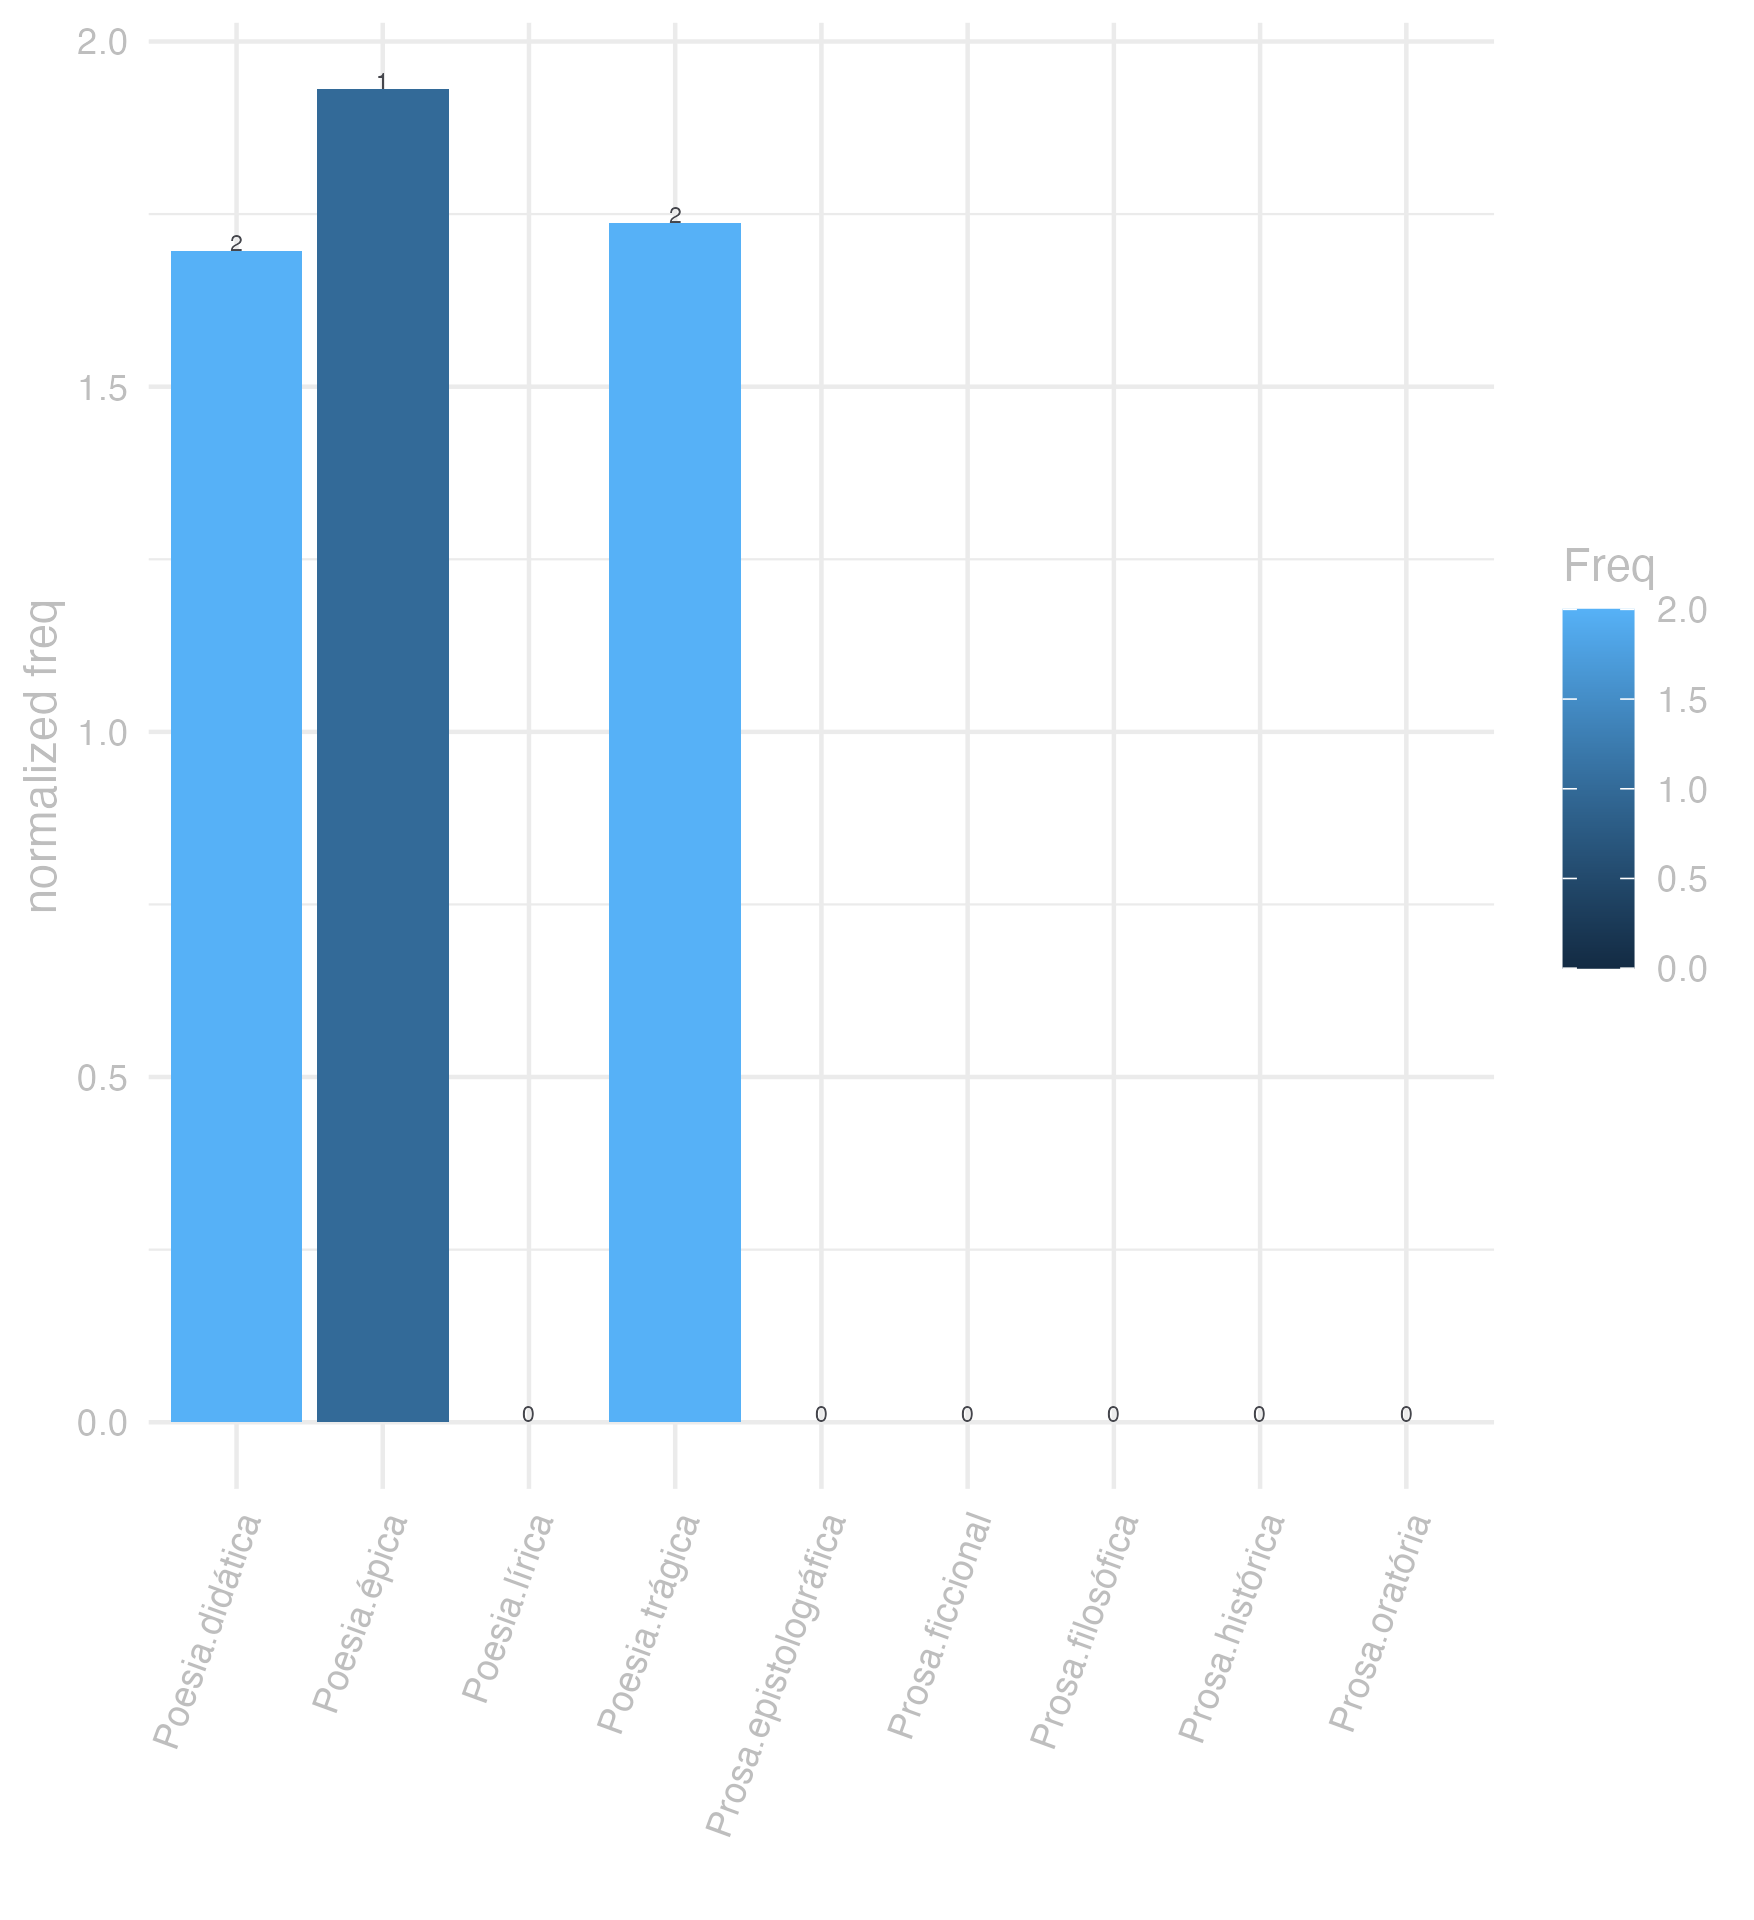 2.0
1.5
1.0
0.5
0.0
normalized freq
2
1
0
2
0
0
0
0
0
Poesia.didática
Poesia.épica
Poesia.lírica
Poesia.trágica
Prosa.epistolográfica
Prosa.ficcional
Prosa.filosófica
Prosa.histórica
Prosa.oratória
Freq
2.0
1.5
1.0
0.5
0.0